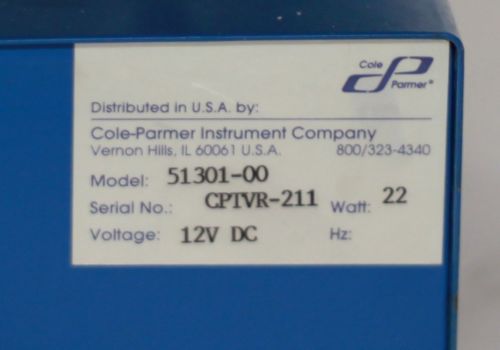 Cole
Parmer®
Distributed in U.S.A. by:
Cole-Parmer Instrument Company
Vernon Hills, IL 60061 U.S.A. 800/323-4340
Model: 51301-00
Serial No.: CPTVR-211 Watt: 22
Voltage: 12V DC Hz: